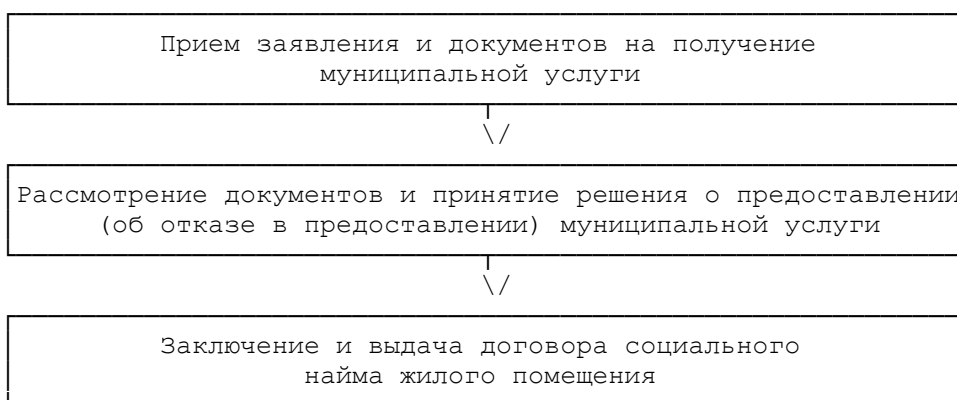 Прием заявления и документов на получение
муниципальной услуги
\/
Рассмотрение документов и принятие решения о предоставлении
(об отказе в предоставлении) муниципальной услуги
\/
Заключение и выдача договора социального
найма жилого помещения